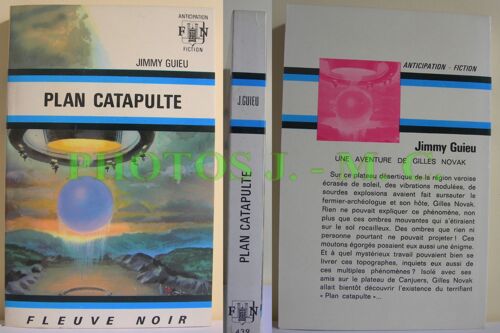 ANTICIPATION
FN
FICTION
JIMMY GUIEU
PLAN CATAPULTE
FLEUVE NOIR
J.GUIEU
PLAN CATAPULTE
FN
439
ANTICIPATION - FICTION
Jimmy Guieu
UNE AVENTURE DE GILLES NOVAK
Sur ce plateau désertique de la région varoise
écrasée de soleil, des vibrations modulées, de
sourdes explosions avaient fait sursauter le
fermier-archéologue et son hôte, Gilles Novak.
Rien ne pouvait expliquer ce phénomène, non
plus que ces ombres mouvantes qui s'étiraient
sur le sol rocailleux. Des ombres que rien ni
personne pourtant ne pouvait projeter ! Ces
moutons égorgés posaient eux aussi une énigme.
Et à quel mystérieux travail pouvaient bien se
livrer ces topographes, inquiets eux aussi de
ces multiples phénomènes ? Isolé avec ses
amis sur le plateau de Canjuers, Gilles Novak
allait bientôt découvrir l'existence du terrifiant
« Plan catapulte »...
PHOTOS J. - M. C.